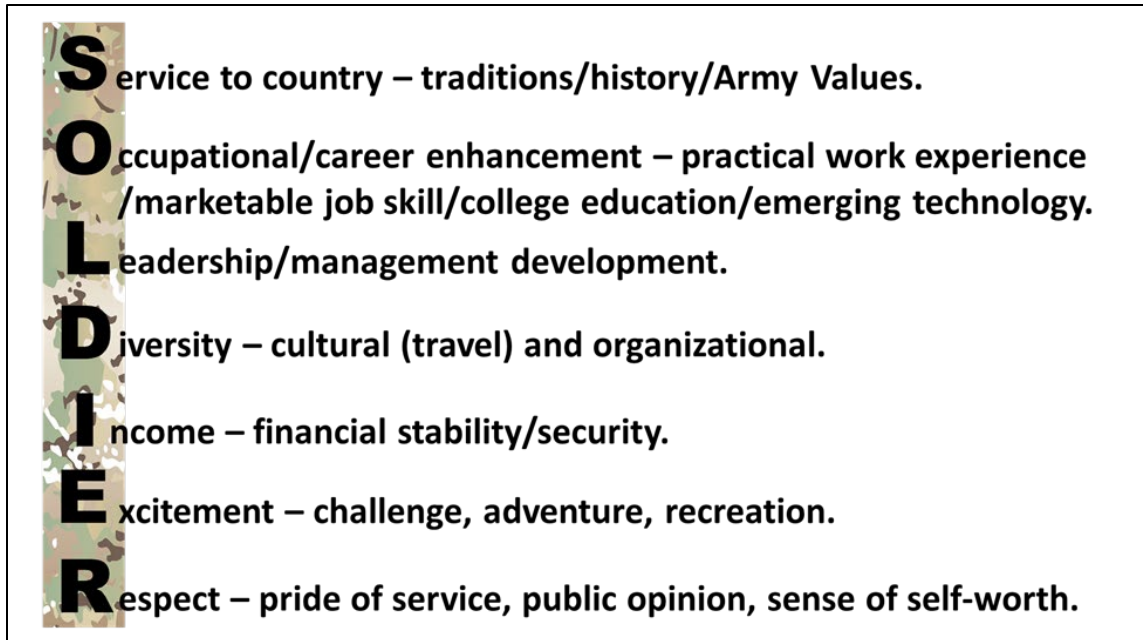 Service to country – traditions/history/Army Values.
Occupational/career enhancement – practical work experience
/marketable job skill/college education/emerging technology.
Leadership/management development.
Diversity – cultural (travel) and organizational.
Income – financial stability/security.
Excitement – challenge, adventure, recreation.
Respect – pride of service, public opinion, sense of self-worth.